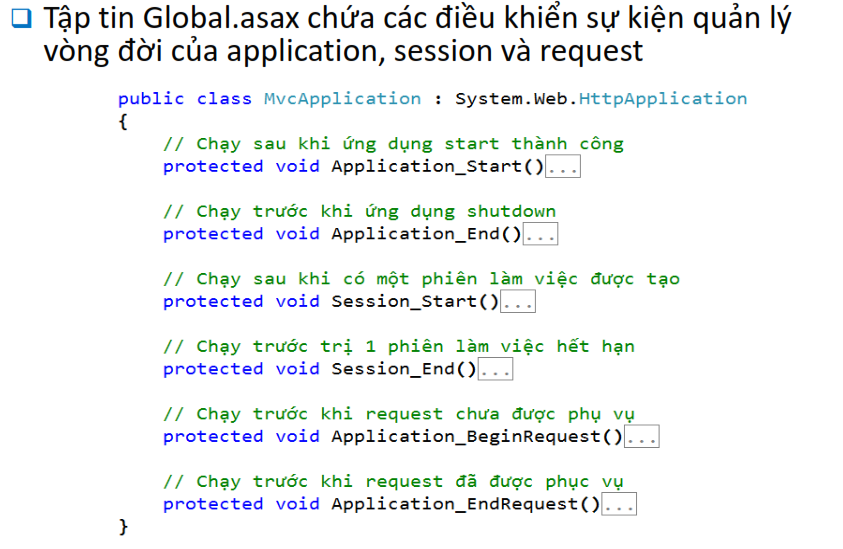 Tập tin Global.asax chứa các điều khiển sự kiện quản lý
vòng đời của application, session và request
public class MvcApplication : System.Web.HttpApplication
{
// Chạy sau khi ứng dụng start thành công
protected void Application_Start()...
// Chạy trước khi ứng dụng shutdown
protected void Application_End()...
// Chạy sau khi có một phiên làm việc được tạo
protected void Session_Start()...
// Chạy trước trị 1 phiên làm việc hết hạn
protected void Session_End()...
// Chạy trước khi request chưa được phụ vụ
protected void Application_BeginRequest()...
// Chạy trước khi request đã được phục vụ
protected void Application_EndRequest()...
}